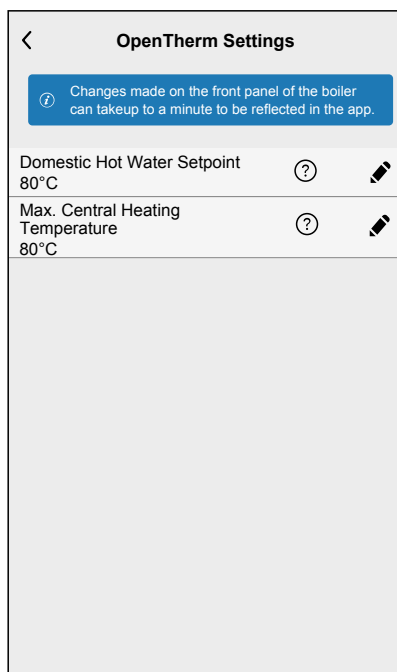 OpenTherm Settings
Changes made on the front panel of the boiler
can takeup to a minute to be reflected in the app.
Domestic Hot Water Setpoint
80°C
Max. Central Heating
Temperature
80°C